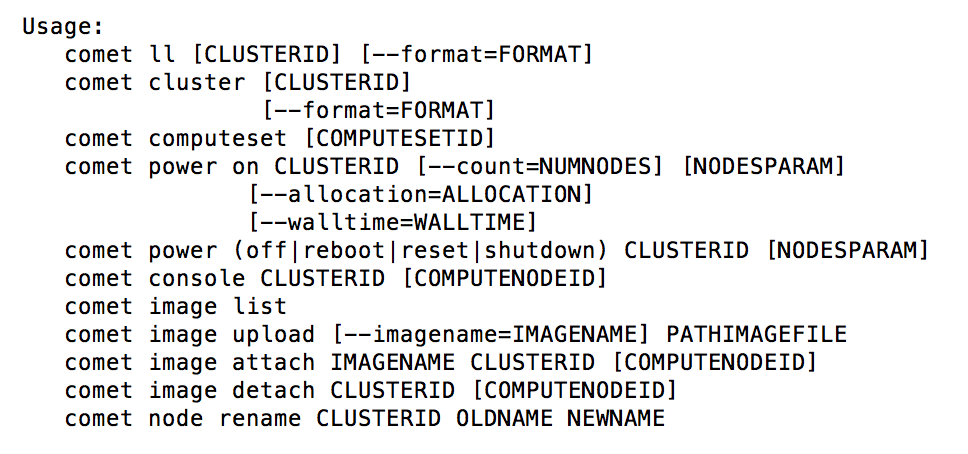 Usage:
comet ll [CLUSTERID] [--format=FORMAT]
comet cluster [CLUSTERID]
[--format=FORMAT]
comet computeset [COMPUTESETID]
comet power on CLUSTERID [--count=NUMNODES] [NODESPARAM]
[--allocation=ALLOCATION]
[--walltime=WALLTIME]
comet power (off|reboot|reset|shutdown) CLUSTERID [NODESPARAM]
comet console CLUSTERID [COMPUTENODEID]
comet image list
comet image upload [--imagename=IMAGENAME] PATHIMAGEFILE
comet image attach IMAGENAME CLUSTERID [COMPUTENODEID]
comet image detach CLUSTERID [COMPUTENODEID]
comet node rename CLUSTERID OLDNAME NEWNAME